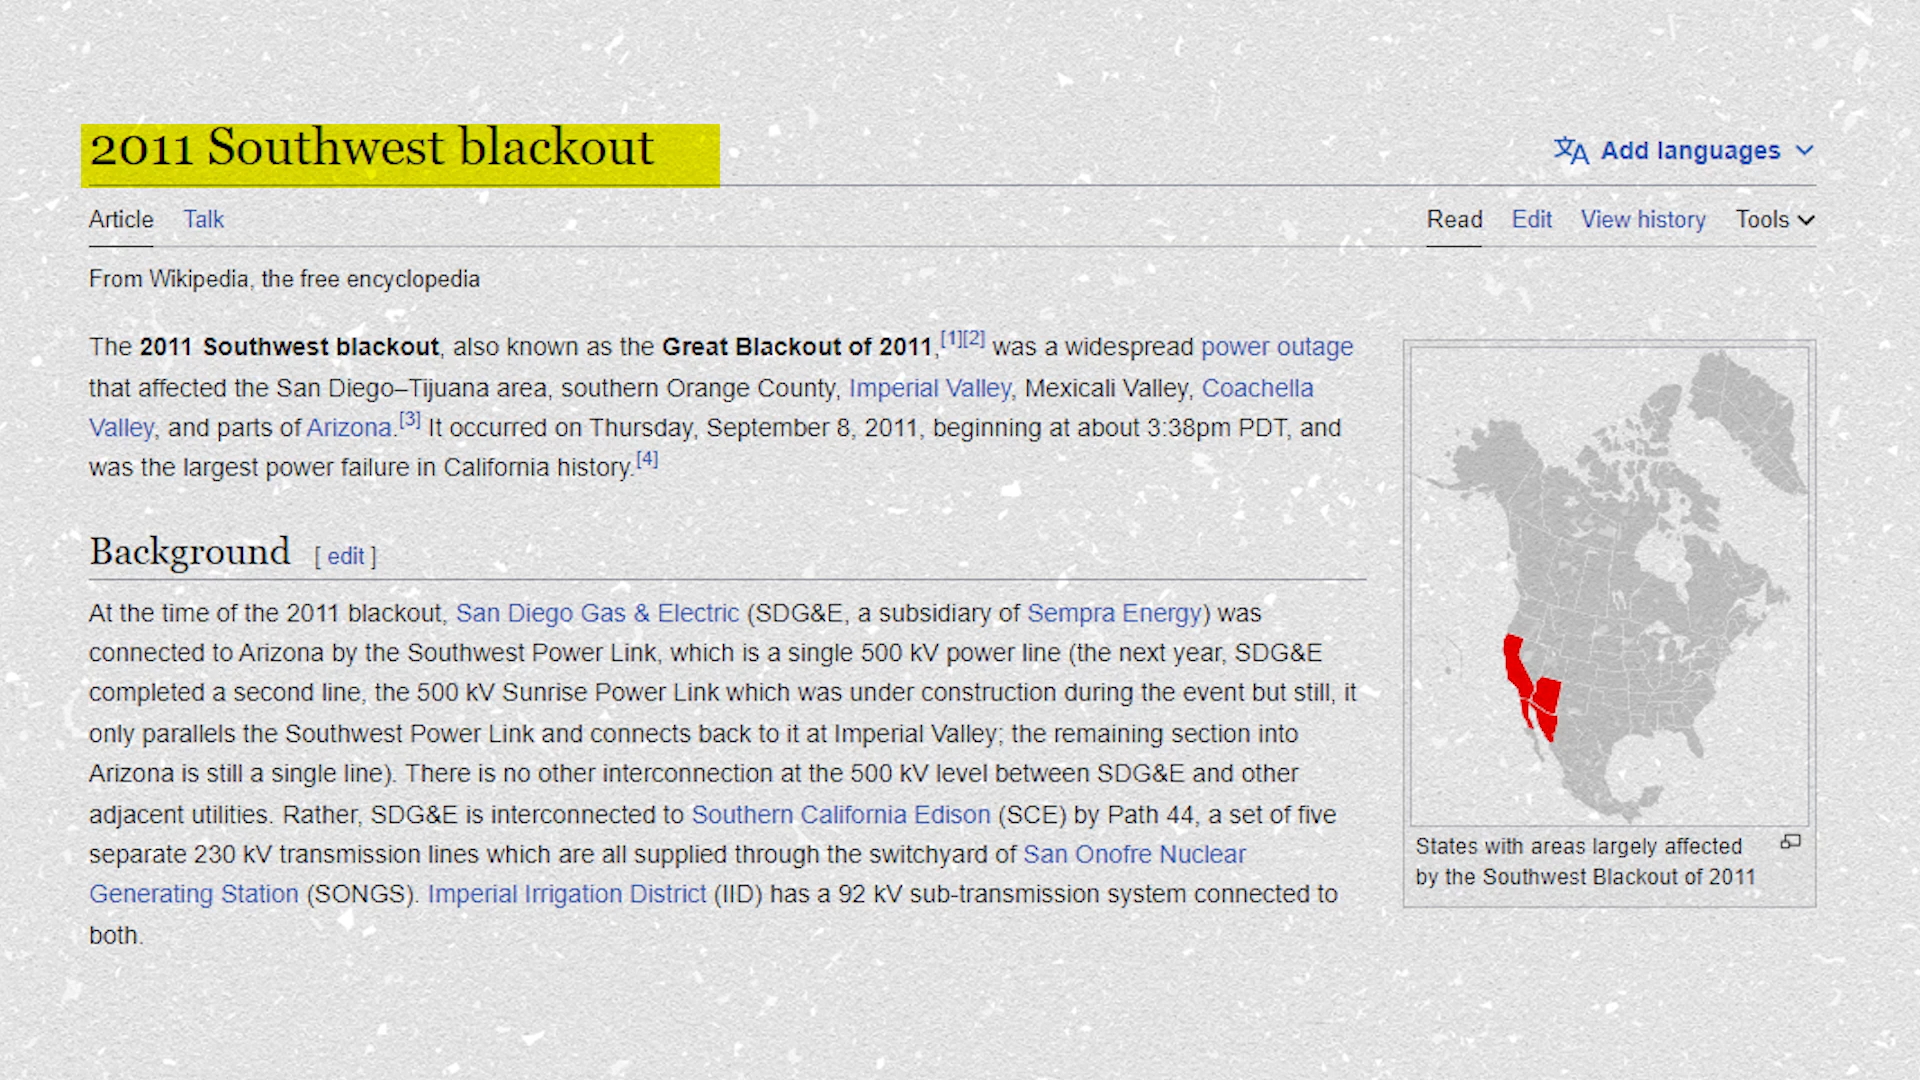 2011 Southwest blackout
Add languages
Article Talk
Read Edit View history Tools
From Wikipedia, the free encyclopedia
The 2011 Southwest blackout, also known as the Great Blackout of 2011,[1][2] was a widespread power outage
that affected the San Diego–Tijuana area, southern Orange County, Imperial Valley, Mexicali Valley, Coachella
Valley, and parts of Arizona.[3] It occurred on Thursday, September 8, 2011, beginning at about 3:38pm PDT, and
was the largest power failure in California history.[4]
Background [ edit ]
At the time of the 2011 blackout, San Diego Gas & Electric (SDG&E, a subsidiary of Sempra Energy) was
connected to Arizona by the Southwest Power Link, which is a single 500 kV power line (the next year, SDG&E
completed a second line, the 500 kV Sunrise Power Link which was under construction during the event but still, it
only parallels the Southwest Power Link and connects back to it at Imperial Valley; the remaining section into
Arizona is still a single line). There is no other interconnection at the 500 kV level between SDG&E and other
adjacent utilities. Rather, SDG&E is interconnected to Southern California Edison (SCE) by Path 44, a set of five
separate 230 kV transmission lines which are all supplied through the switchyard of San Onofre Nuclear
Generating Station (SONGS). Imperial Irrigation District (IID) has a 92 kV sub-transmission system connected to
both.
States with areas largely affected
by the Southwest Blackout of 2011